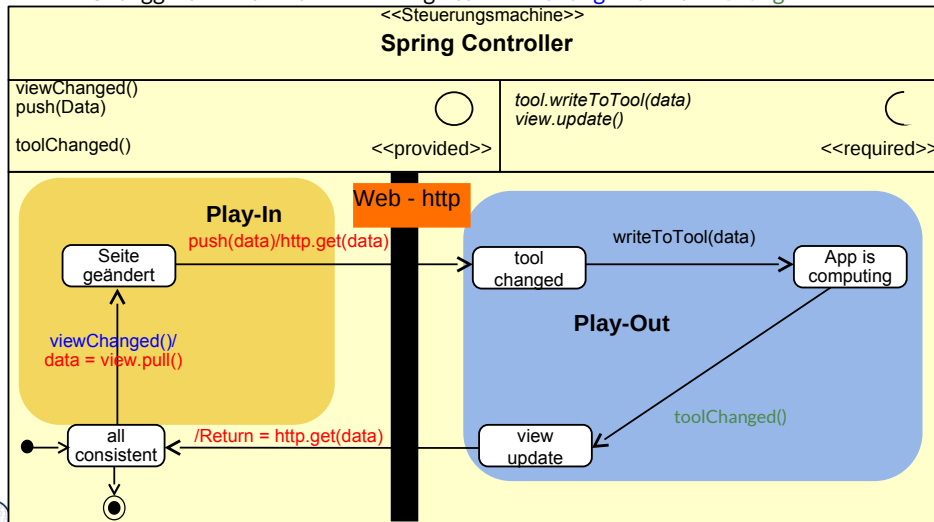 <<Steuerungsmachine>>
Spring Controller
viewChanged()
push(Data)
toolChanged()
<<provided>>
tool.writeToTool(data)
view.update()
<<required>>
Web - http
Play-In
push(data)/http.get(data)
Seite
geändert
viewChanged()/
data = view.pull()
all
consistent
/Return = http.get(data)
tool
changed
writeToTool(data)
App is
computing
Play-Out
toolChanged()
view
update